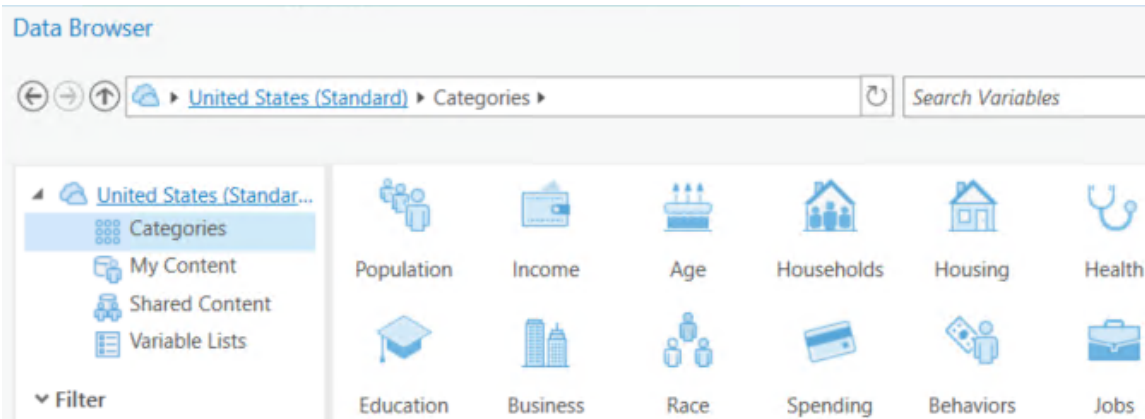 Data Browser
United States (Standard) Categories
Search Variables
United States (Standar...
Categories
My Content
Shared Content
Variable Lists
Filter
Population Income Age Households Housing Health
Education Business Race Spending Behaviors Jobs